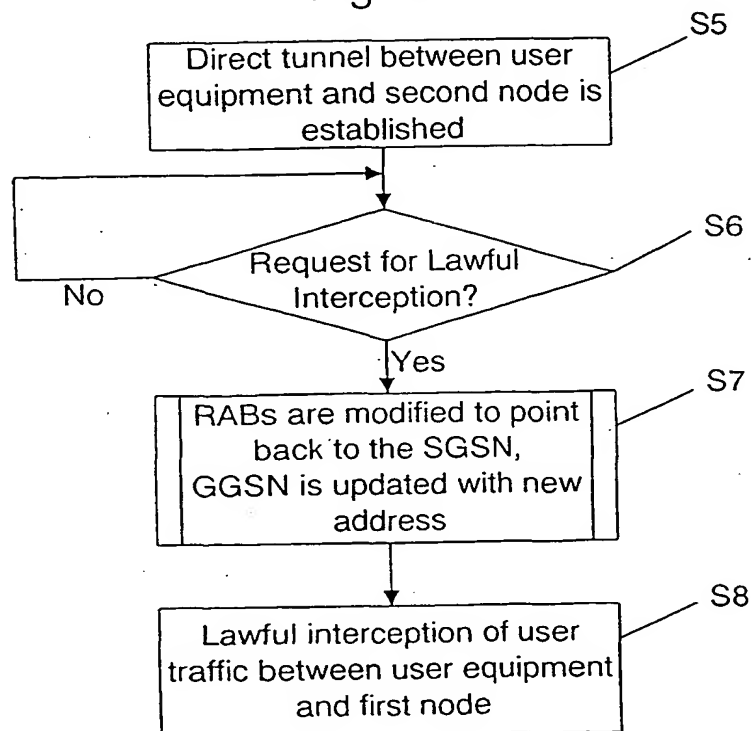 S5
Direct tunnel between user
equipment and second node is
established
S6
Request for Lawful
Interception?
No
Yes
S7
RABs are modified to point
back to the SGSN,
GGSN is updated with new
address
S8
Lawful interception of user
traffic between user equipment
and first node